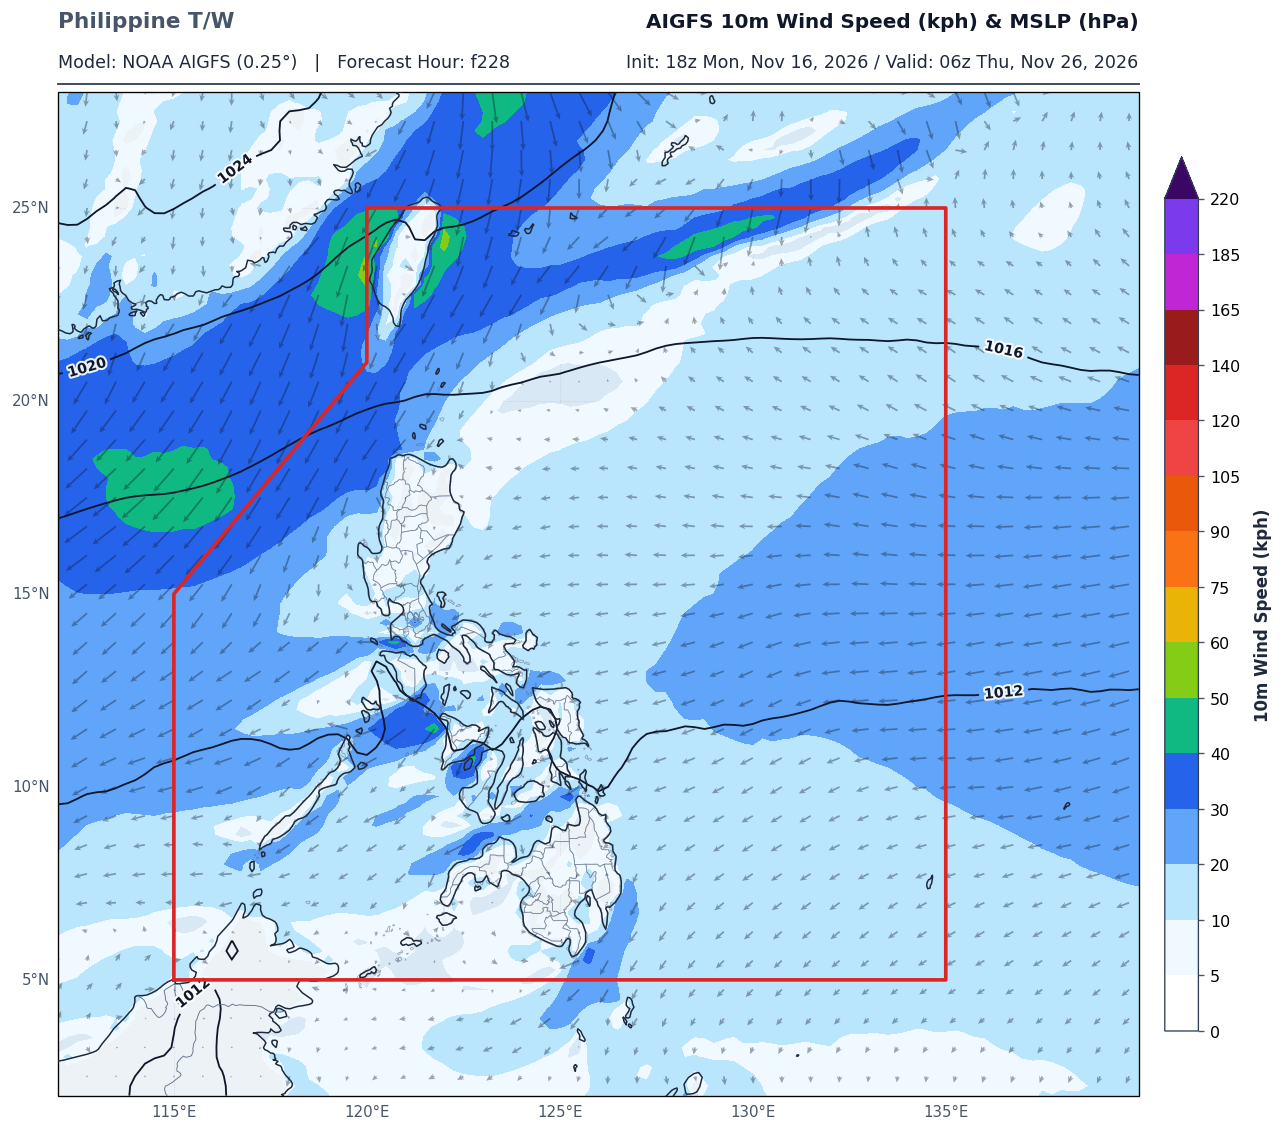 Philippine T/W
AIGFS 10m Wind Speed (kph) & MSLP (hPa)
Model: NOAA AIGFS (0.25°) | Forecast Hour: f228
Init: 18z Mon, Nov 16, 2026 / Valid: 06z Thu, Nov 26, 2026
1024
1020
1016
1012
1012
25°N
20°N
15°N
10°N
5°N
115°E
120°E
125°E
130°E
135°E
220
185
165
140
120
105
90
75
60
50
40
30
20
10
5
0
10m Wind Speed (kph)